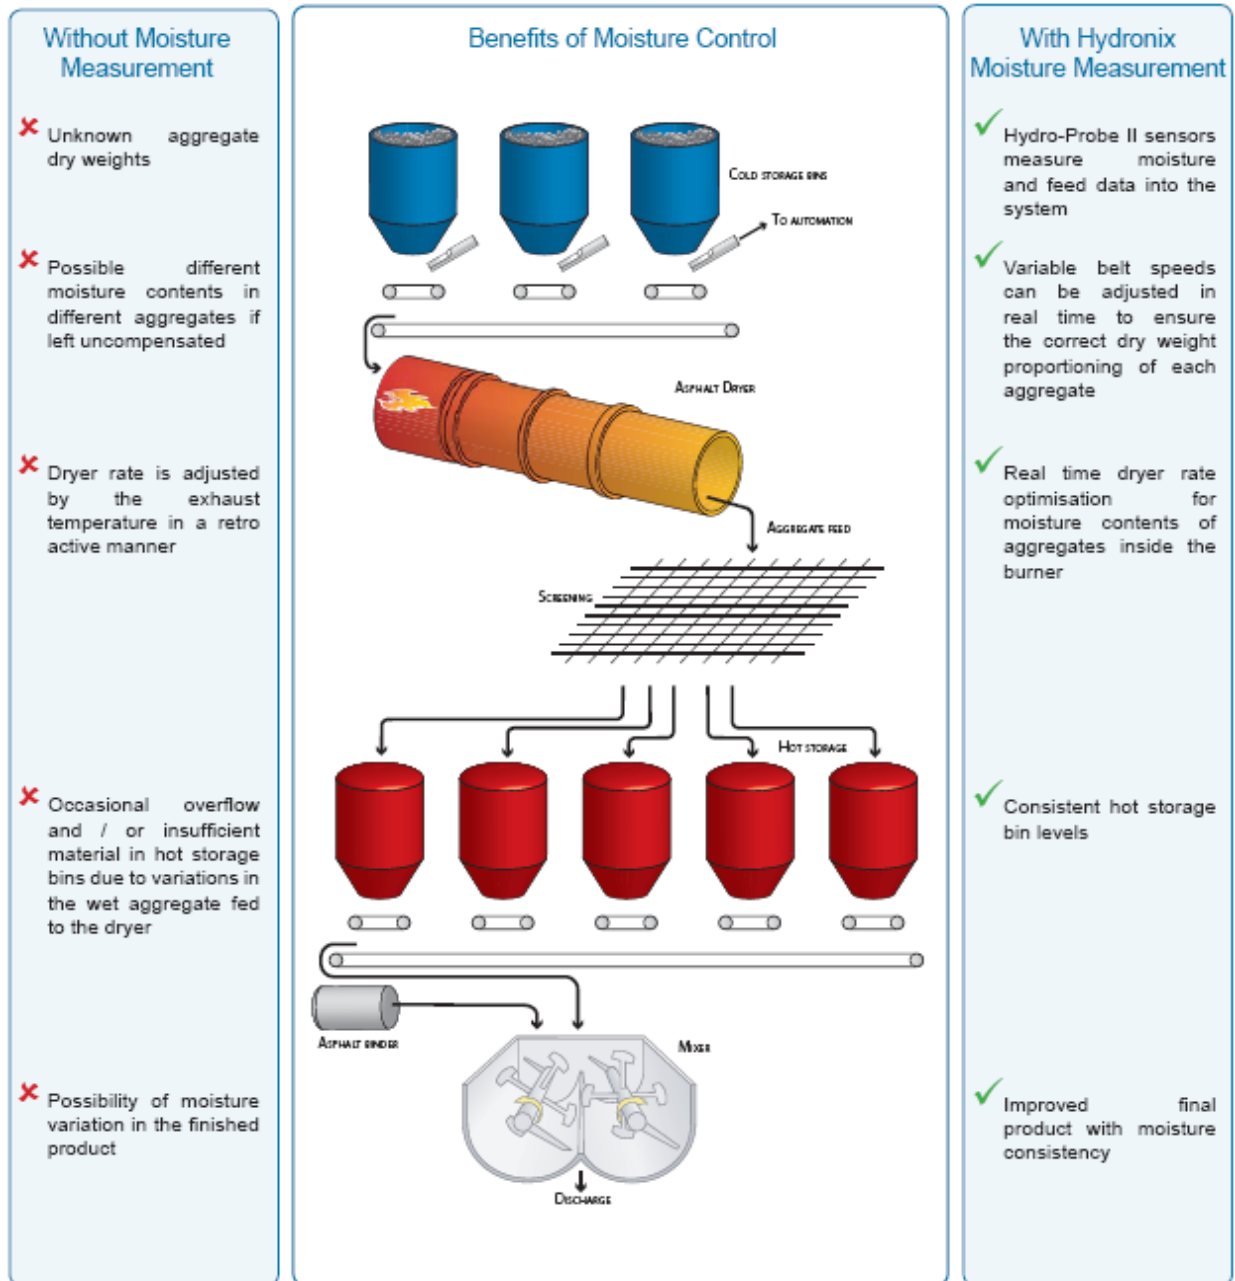 Without Moisture
Measurement
Unknown aggregate
dry weights
Possible different
moisture contents in
different aggregates if
left uncompensated
Dryer rate is adjusted
by the exhaust
temperature in a retro
active manner
Occasional overflow
and / or insufficient
material in hot storage
bins due to variations in
the wet aggregate fed
to the dryer
Possibility of moisture
variation in the finished
product
Benefits of Moisture Control
Cold storage bins
To automation
Asphalt Dryer
Aggregate feed
Screening
Hot storage
Asphalt binder
Mixer
Discharge
With Hydronix
Moisture Measurement
Hydro-Probe II sensors
measure moisture
and feed data into the
system
Variable belt speeds
can be adjusted in
real time to ensure
the correct dry weight
proportioning of each
aggregate
Real time dryer rate
optimisation for
moisture contents of
aggregates inside the
burner
Consistent hot storage
bin levels
Improved final
product with moisture
consistency